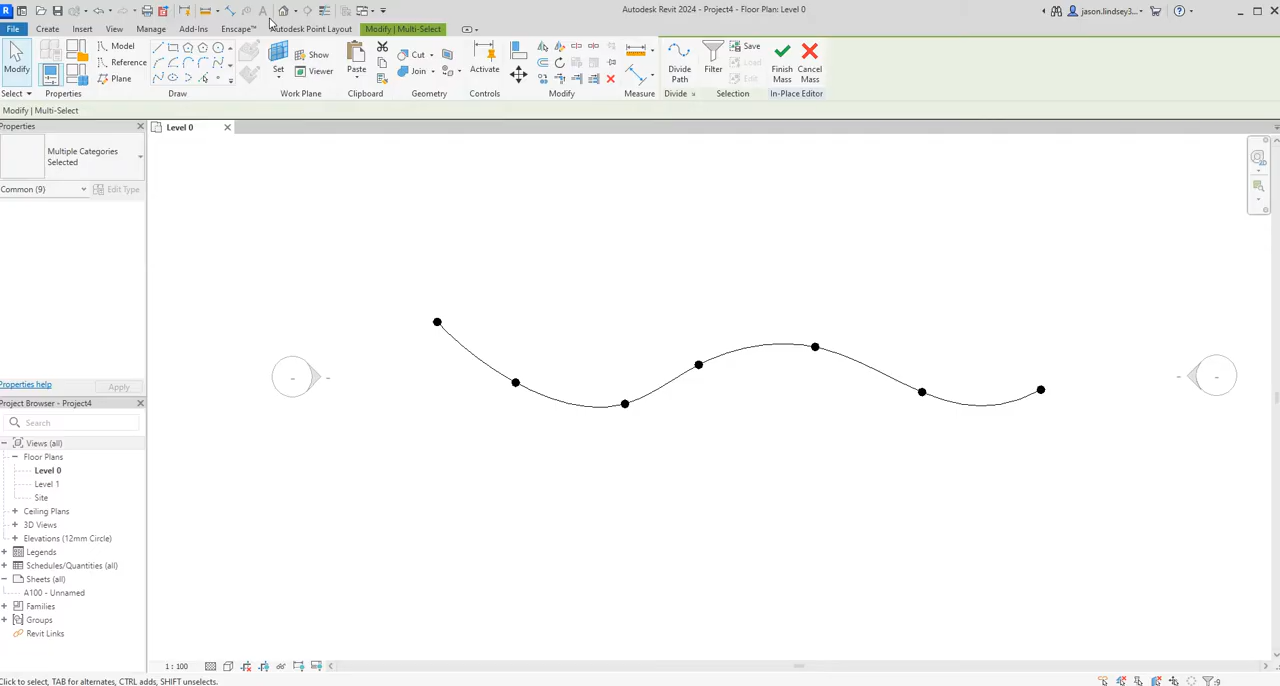 Autodesk Revit 2024 - Project4 - Floor Plan: Level 0
jason.lindsey3...
File Create Insert View Manage Add-Ins Enscape™ Autodesk Point Layout Modify | Multi-Select
Modify
Model
Reference
Plane
Set
Show
Viewer
Paste
Cut
Join
Activate
Divide Path
Filter
Save
Load
Edit
Finish Mass
Cancel Mass
Select Properties Draw Work Plane Clipboard Geometry Controls Modify Measure Divide Selection In-Place Editor
Modify | Multi-Select
Properties
Level 0
Multiple Categories
Selected
Common (9)
Edit Type
Properties help
Apply
Project Browser - Project4
Search
Views (all)
Floor Plans
Level 0
Level 1
Site
Ceiling Plans
3D Views
Elevations (12mm Circle)
Legends
Schedules/Quantities (all)
Sheets (all)
A100 - Unnamed
Families
Groups
Revit Links
1 : 100
Click to select, TAB for alternates, CTRL adds, SHIFT unselects.
:9